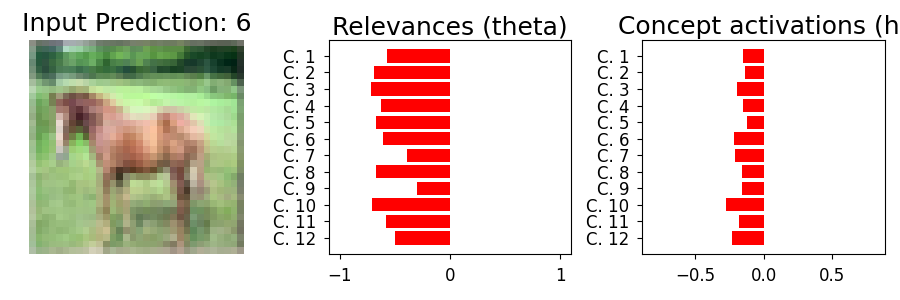 Input Prediction: 6
Relevances (theta)
C. 1
C. 2
C. 3
C. 4
C. 5
C. 6
C. 7
C. 8
C. 9
C. 10
C. 11
C. 12
−1
0
1
Concept activations (h
C. 1
C. 2
C. 3
C. 4
C. 5
C. 6
C. 7
C. 8
C. 9
C. 10
C. 11
C. 12
−0.5
0.0
0.5